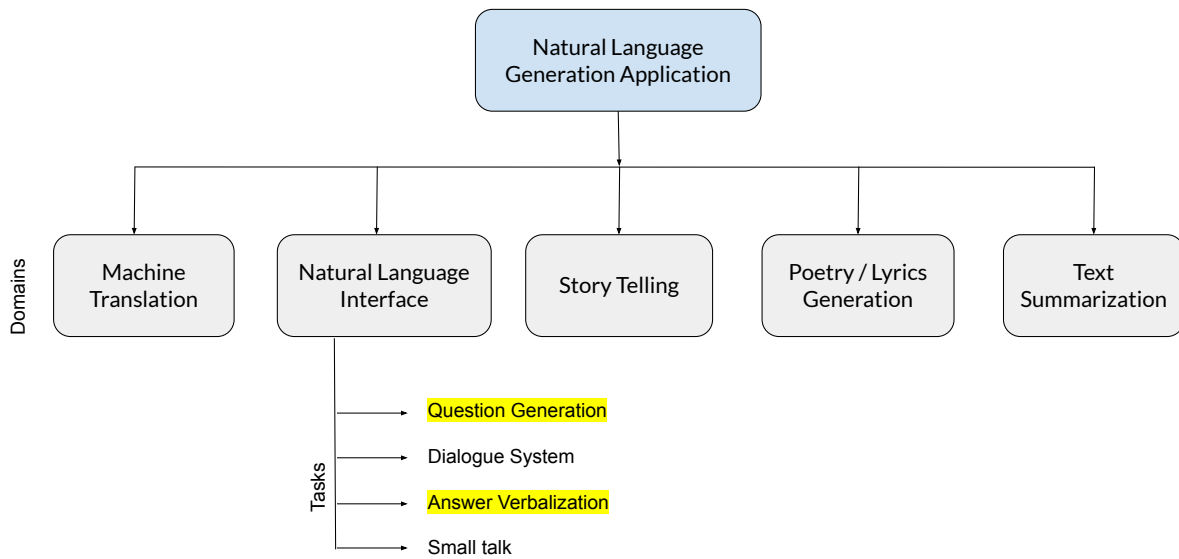 Natural Language
Generation Application
Domains
Machine
Translation
Natural Language
Interface
Story Telling
Poetry / Lyrics
Generation
Text
Summarization
Tasks
Question Generation
Dialogue System
Answer Verbalization
Small talk